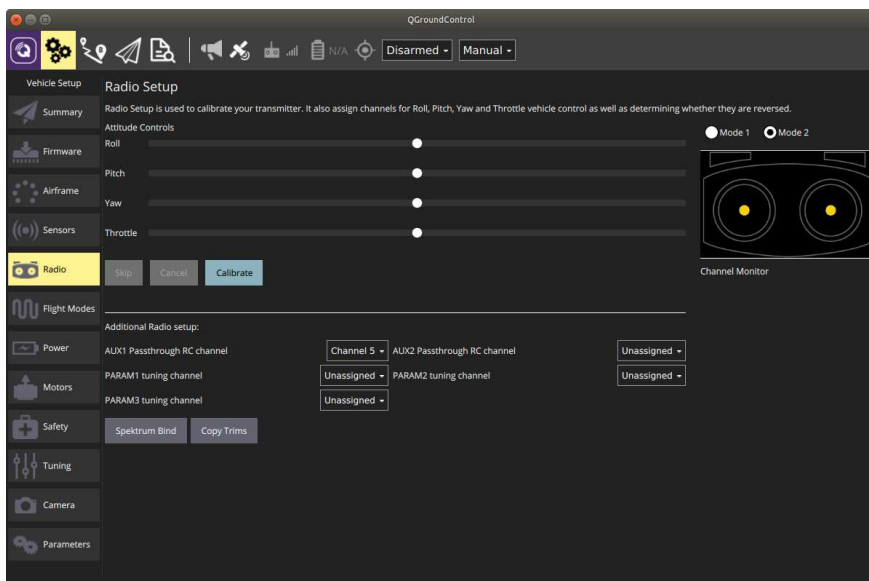 QGroundControl
N/A Disarmed Manual
Vehicle Setup
Summary
Firmware
Airframe
Sensors
Radio
Flight Modes
Power
Motors
Safety
Tuning
Camera
Parameters
Radio Setup
Radio Setup is used to calibrate your transmitter. It also assign channels for Roll, Pitch, Yaw and Throttle vehicle control as well as determining whether they are reversed.
Attitude Controls
Roll
Pitch
Yaw
Throttle
Skip Cancel Calibrate
Mode 1 Mode 2
Channel Monitor
Additional Radio setup:
AUX1 Passthrough RC channel Channel 5 AUX2 Passthrough RC channel Unassigned
PARAM1 tuning channel Unassigned PARAM2 tuning channel Unassigned
PARAM3 tuning channel Unassigned
Spektrum Bind Copy Trims